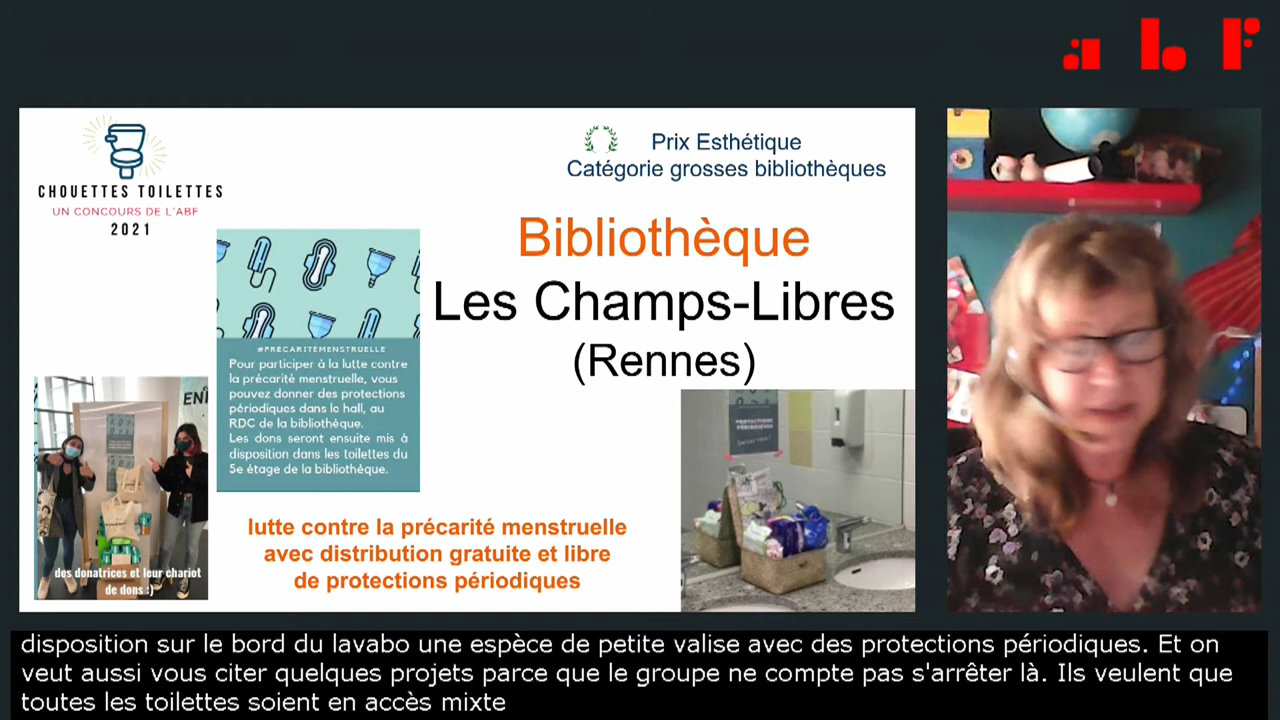 abf
CHOUETTES TOILETTES
UN CONCOURS DE L'ABF
2021
Prix Esthétique
Catégorie grosses bibliothèques
Bibliothèque
Les Champs-Libres
(Rennes)
#PRÉCARITÉMENSTRUELLE
Pour participer à la lutte contre
la précarité menstruelle, vous
pouvez donner des protections
périodiques dans le hall, au
RDC de la bibliothèque.
Les dons seront ensuite mis à
disposition dans les toilettes du
5e étage de la bibliothèque.
des donatrices et leur chariot
de dons :)
lutte contre la précarité menstruelle
avec distribution gratuite et libre
de protections périodiques
PROTECTIONS
PÉRIODIQUES
disposition sur le bord du lavabo une espèce de petite valise avec des protections périodiques. Et on
veut aussi vous citer quelques projets parce que le groupe ne compte pas s'arrêter là. Ils veulent que
toutes les toilettes soient en accès mixte